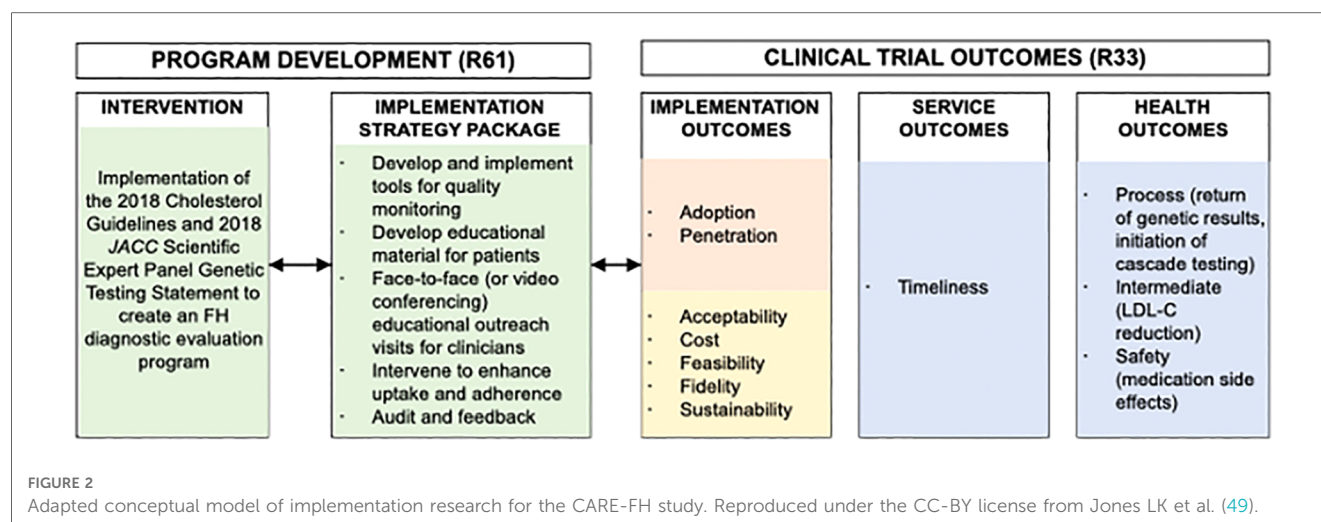 PROGRAM DEVELOPMENT (R61)
CLINICAL TRIAL OUTCOMES (R33)
INTERVENTION
Implementation of
the 2018 Cholesterol
Guidelines and 2018
JACC Scientific
Expert Panel Genetic
Testing Statement to
create an FH
diagnostic evaluation
program
IMPLEMENTATION
STRATEGY PACKAGE
· Develop and implement
tools for quality
monitoring
· Develop educational
material for patients
· Face-to-face (or video
conferencing)
educational outreach
visits for clinicians
· Intervene to enhance
uptake and adherence
· Audit and feedback
IMPLEMENTATION
OUTCOMES
· Adoption
· Penetration
· Acceptability
· Cost
· Feasibility
· Fidelity
· Sustainability
SERVICE
OUTCOMES
· Timeliness
HEALTH
OUTCOMES
· Process (return
of genetic results,
initiation of
cascade testing)
· Intermediate
(LDL-C
reduction)
· Safety
(medication side
effects)
FIGURE 2
Adapted conceptual model of implementation research for the CARE-FH study. Reproduced under the CC-BY license from Jones LK et al. (49).